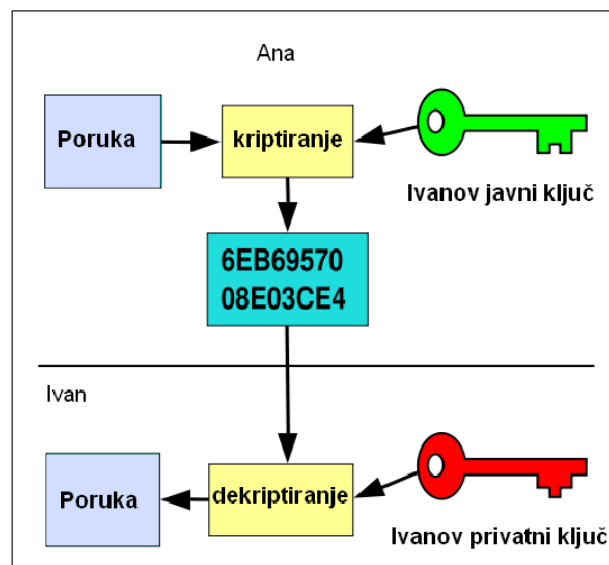 Ana
Poruka
kriptiranje
Ivanov javni ključ
6EB69570
08E03CE4
Ivan
Poruka
dekriptiranje
Ivanov privatni ključ